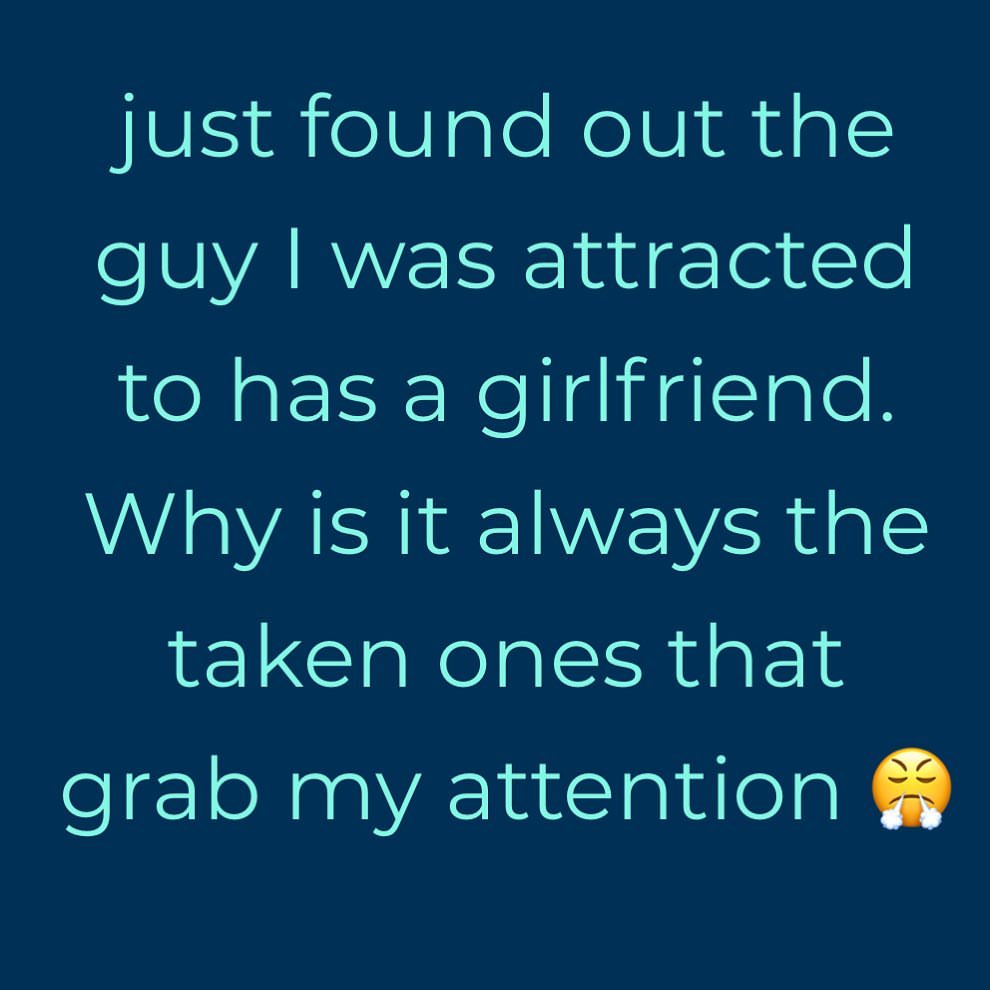 just found out the
guy I was attracted
to has a girlfriend.
Why is it always the
taken ones that
grab my attention 😤